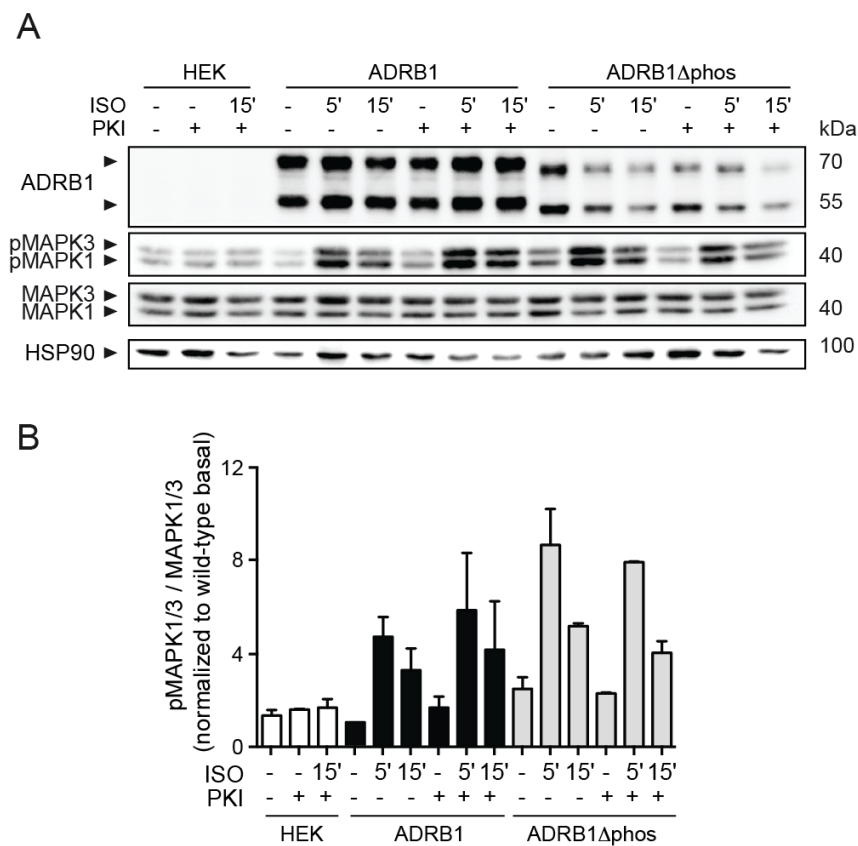 A
HEK ADRB1 ADRB1Δphos
ISO - - 15' - 5' 15' - 5' 15' - 5' 15' - 5' 15'
PKI - + + - - - + + + - - - + + + kDa
ADRB1 70
55
pMAPK3
pMAPK1 40
MAPK3
MAPK1 40
HSP90 100
B
pMAPK1/3 / MAPK1/3
(normalized to wild-type basal)
12
8
4
0
ISO - - 15' - 5' 15' - 5' 15' - 5' 15' - 5' 15'
PKI - + + - - - + + + - - - + + +
HEK ADRB1 ADRB1Δphos